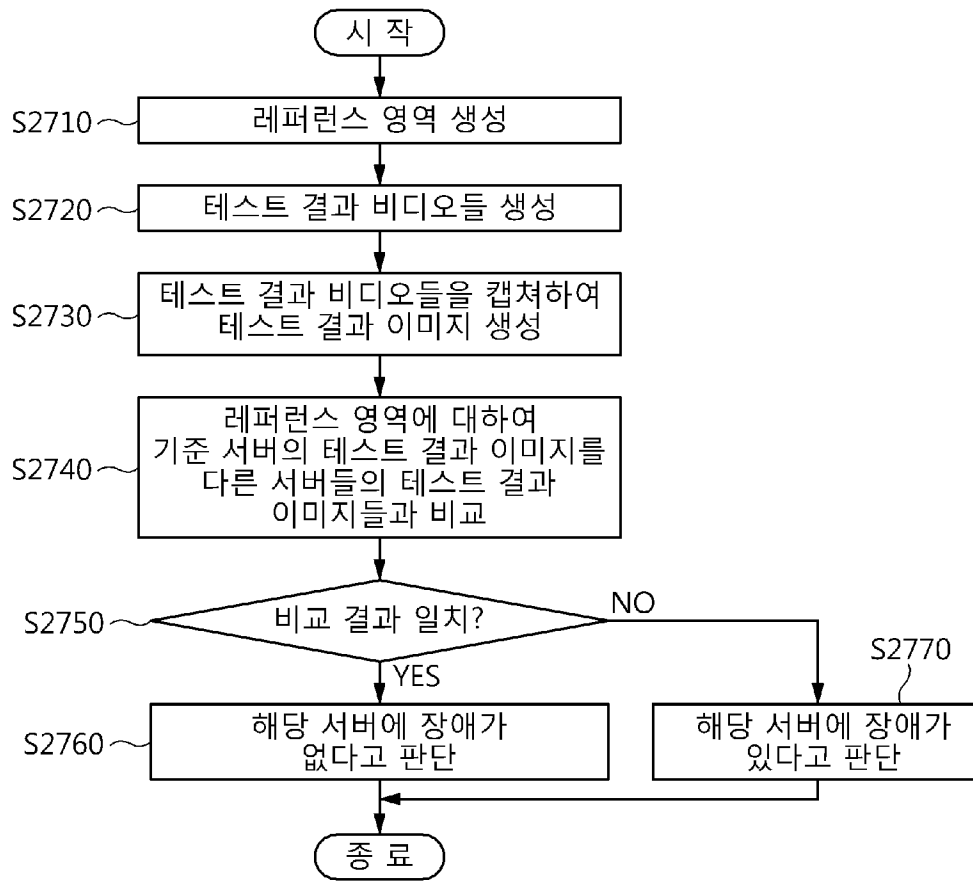 시 작
S2710
레퍼런스 영역 생성
S2720
테스트 결과 비디오들 생성
S2730
테스트 결과 비디오들을 캡쳐하여
테스트 결과 이미지 생성
S2740
레퍼런스 영역에 대하여
기준 서버의 테스트 결과 이미지를
다른 서버들의 테스트 결과
이미지들과 비교
S2750
비교 결과 일치?
NO
YES
S2760
해당 서버에 장애가
없다고 판단
S2770
해당 서버에 장애가
있다고 판단
종 료